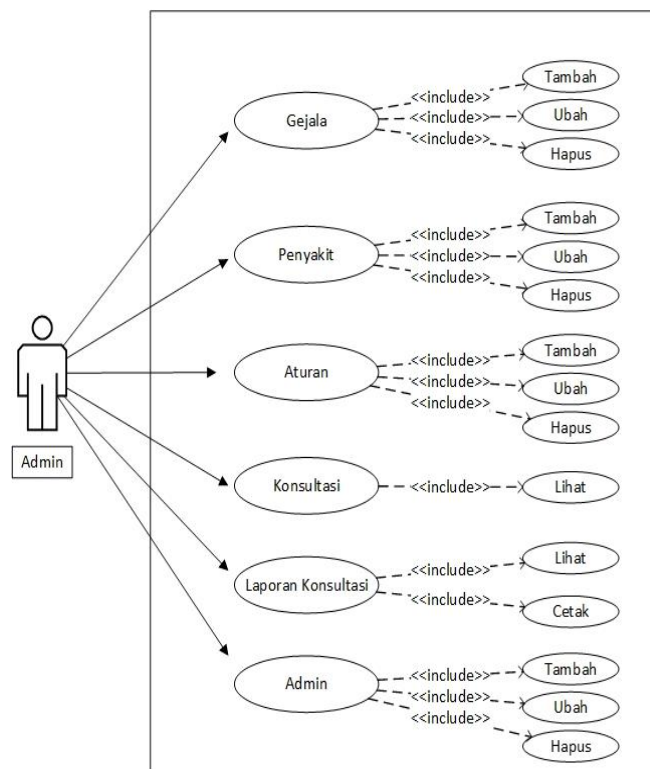 Tambah
<<include>>
Ubah
<<include>>
Gejala
<<include>>
Hapus
Tambah
<<include>>
Penyakit
<<include>>
Ubah
<<include>>
Hapus
Tambah
<<include>>
Aturan
<<include>>
Ubah
<<include>>
Hapus
Admin
Konsultasi
<<include>>
Lihat
Lihat
<<include>>
Laporan Konsultasi
<<include>>
Cetak
Tambah
<<include>>
Admin
<<include>>
Ubah
<<include>>
Hapus